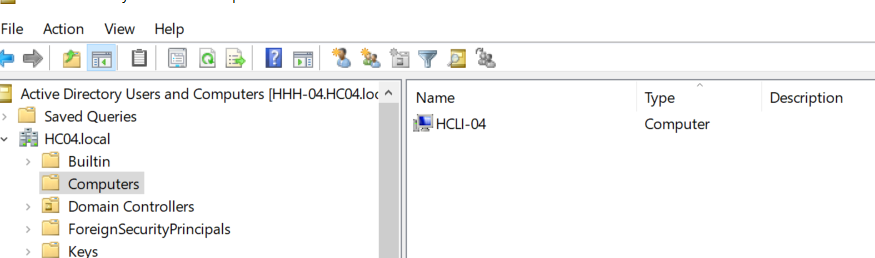 File Action View Help
Active Directory Users and Computers [HHH-04.HC04.loc
Saved Queries
HC04.local
Builtin
Computers
Domain Controllers
ForeignSecurityPrincipals
Keys
Name Type Description
HCLI-04 Computer